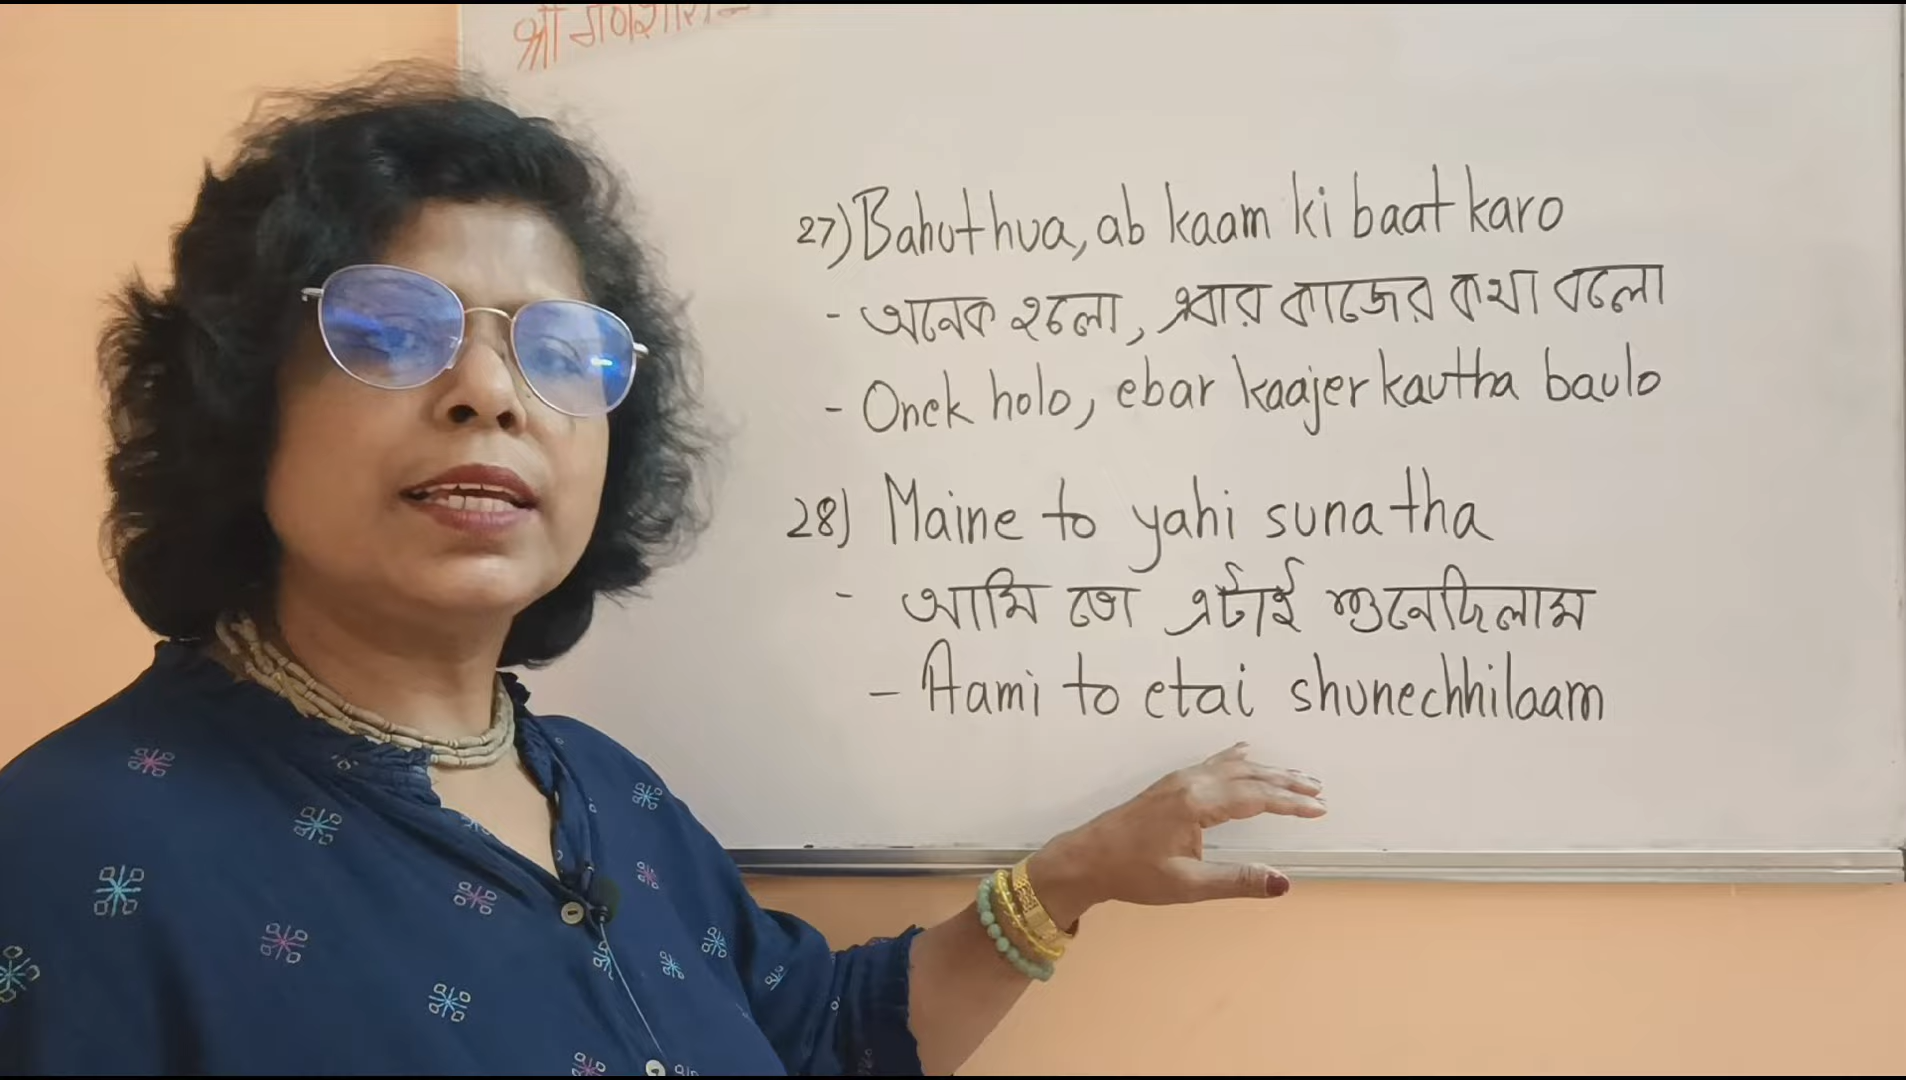 27) Bahut hua, ab kaam ki baat karo
- অনেক হলো, এবার কাজের কথা বলো
- Onek holo, ebar kaajer kautha baulo
28) Maine to yahi suna tha
- আমি তো এটাই শুনেছিলাম
- Aami to etai shunechhilaam